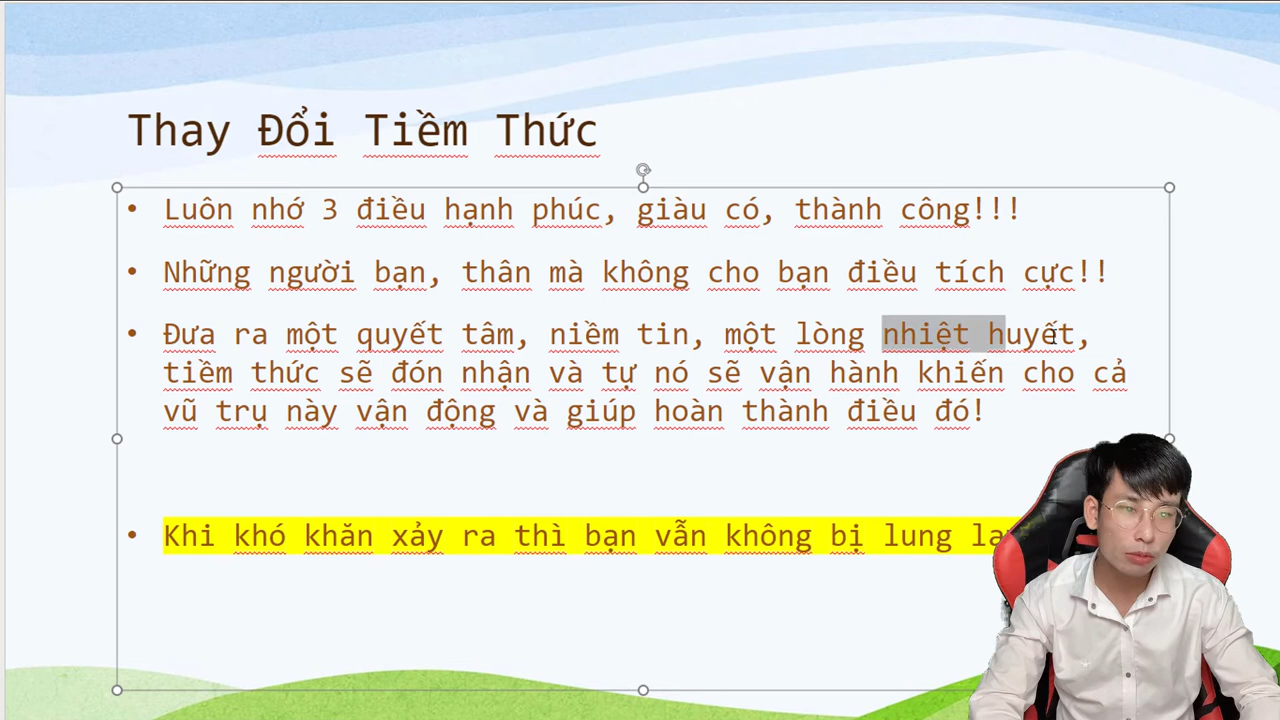 Thay Đổi Tiềm Thức
• Luôn nhớ 3 điều hạnh phúc, giàu có, thành công!!!
• Những người bạn, thân mà không cho bạn điều tích cực!!
• Đưa ra một quyết tâm, niềm tin, một lòng nhiệt huyết,
tiềm thức sẽ đón nhận và tự nó sẽ vận hành khiến cho cả
vũ trụ này vận động và giúp hoàn thành điều đó!
• Khi khó khăn xảy ra thì bạn vẫn không bị lung